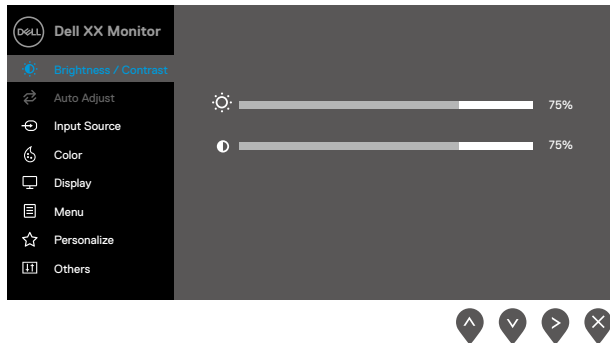 DELL Dell XX Monitor
Brightness / Contrast
Auto Adjust
Input Source
Color
Display
Menu
Personalize
Others
75%
75%